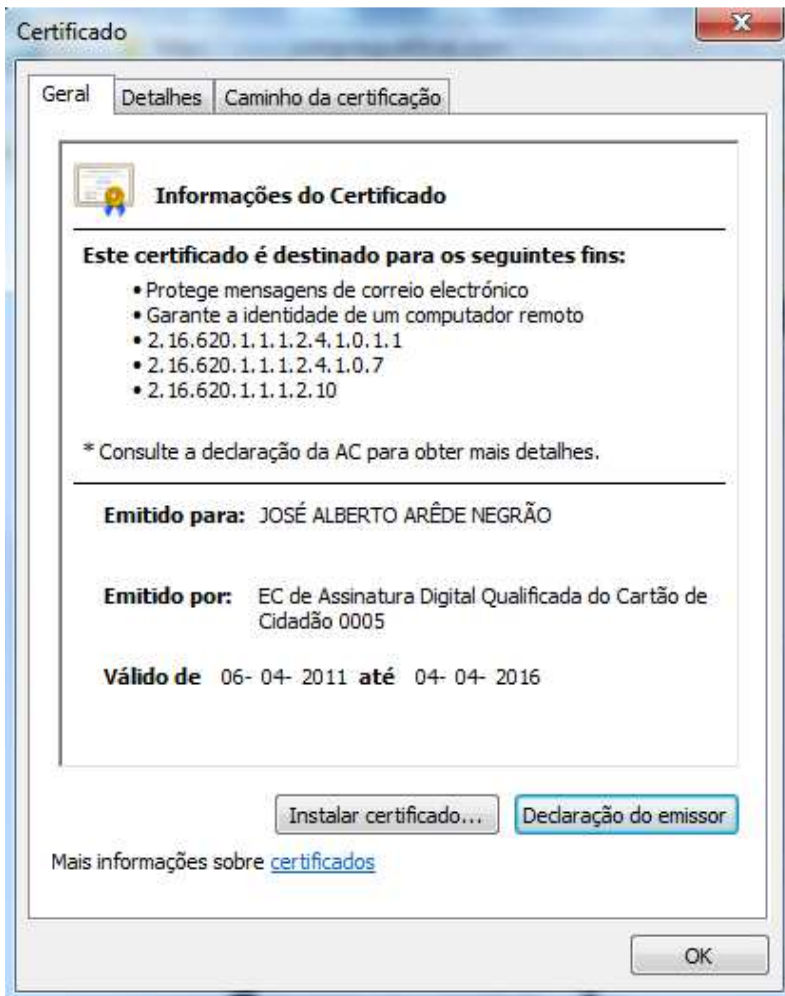 Certificado
Geral
Detalhes
Caminho da certificação
Informações do Certificado
Este certificado é destinado para os seguintes fins:
• Protege mensagens de correio electrónico
• Garante a identidade de um computador remoto
• 2.16.620.1.1.1.2.4.1.0.1.1
• 2.16.620.1.1.1.2.4.1.0.7
• 2.16.620.1.1.1.2.10
* Consulte a declaração da AC para obter mais detalhes.
Emitido para: JOSÉ ALBERTO ARÊDE NEGRÃO
Emitido por: EC de Assinatura Digital Qualificada do Cartão de
Cidadão 0005
Válido de 06- 04- 2011 até 04- 04- 2016
Instalar certificado...
Declaração do emissor
Mais informações sobre certificados
OK